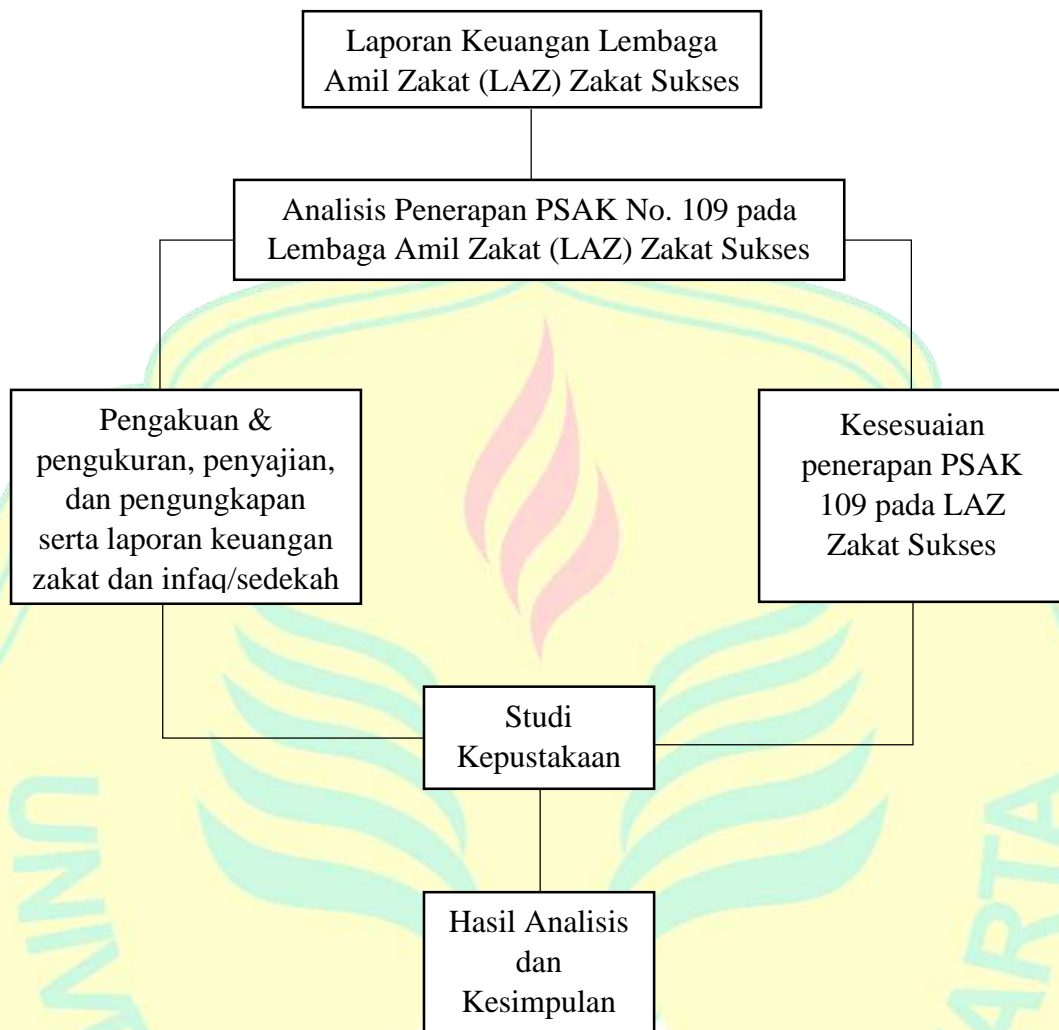 Laporan Keuangan Lembaga
Amil Zakat (LAZ) Zakat Sukses
Analisis Penerapan PSAK No. 109 pada
Lembaga Amil Zakat (LAZ) Zakat Sukses
Pengakuan &
pengukuran, penyajian,
dan pengungkapan
serta laporan keuangan
zakat dan infaq/sedekah
Kesesuaian
penerapan PSAK
109 pada LAZ
Zakat Sukses
Studi
Kepustakaan
Hasil Analisis
dan
Kesimpulan